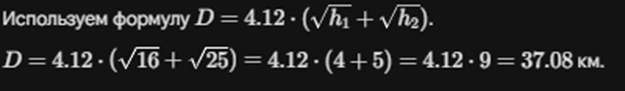 Используем формулу D = 4.12 · (√h₁ + √h₂).
D = 4.12 · (√16 + √25) = 4.12 · (4 + 5) = 4.12 · 9 = 37.08 км.